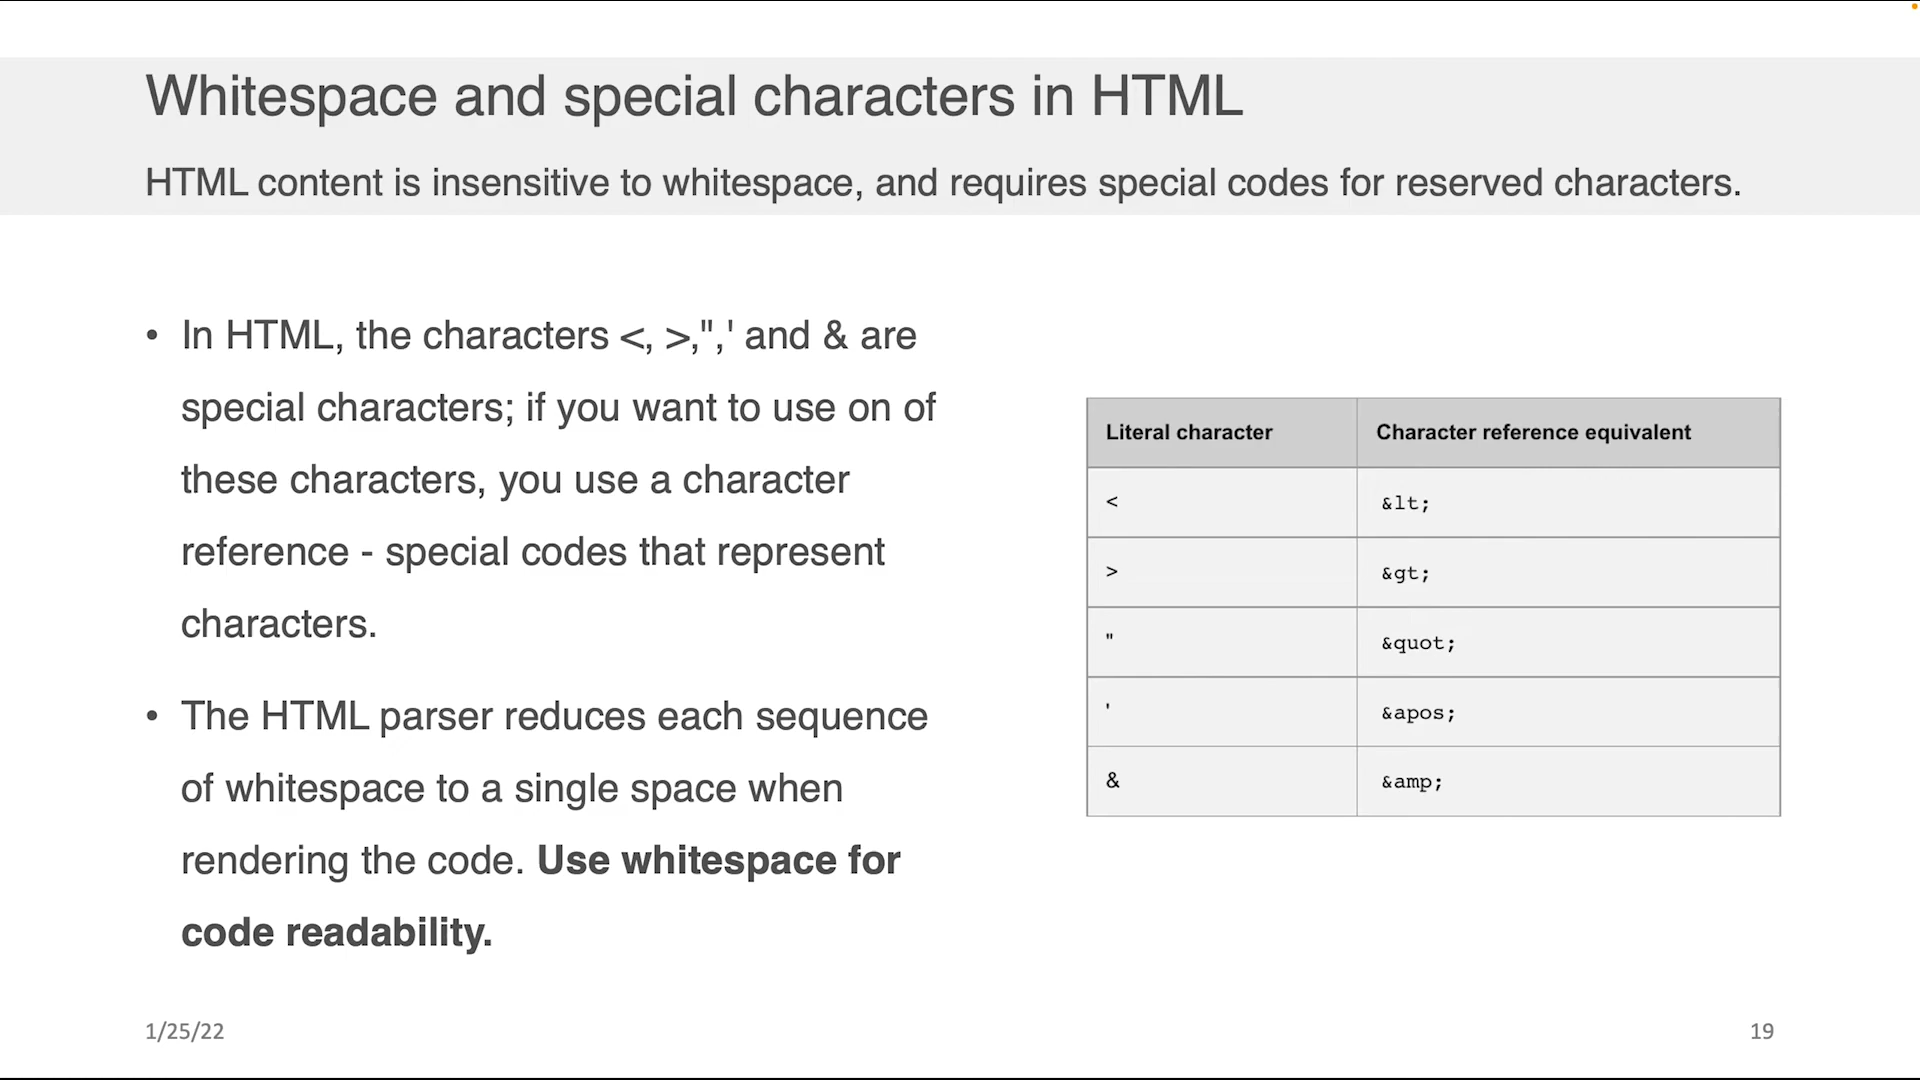 Whitespace and special characters in HTML
HTML content is insensitive to whitespace, and requires special codes for reserved characters.
• In HTML, the characters <, >,",' and & are
special characters; if you want to use on of
these characters, you use a character
reference - special codes that represent
characters.
• The HTML parser reduces each sequence
of whitespace to a single space when
rendering the code. Use whitespace for
code readability.
Literal character Character reference equivalent
< &lt;
> &gt;
" &quot;
' &apos;
& &amp;
1/25/22
19